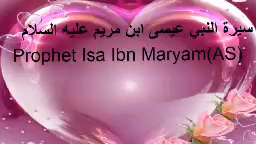 سيرة النبي عيسى ابن مريم عليه السلام
Prophet Isa Ibn Maryam(AS)